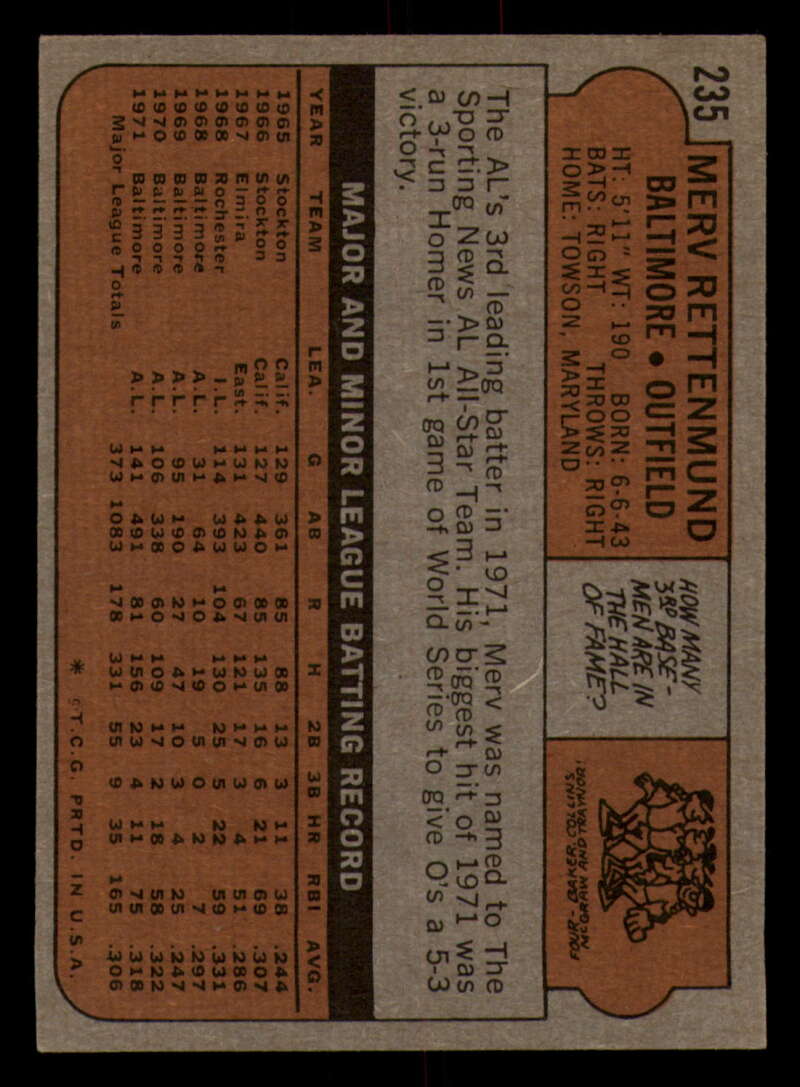 235
MERV RETTENMUND
BALTIMORE • OUTFIELD
HT: 5'11" WT: 190 BORN: 6-6-43
BATS: RIGHT THROWS: RIGHT
HOME: TOWSON, MARYLAND
HOW MANY
3RD BASE-
MEN ARE IN
THE HALL
OF FAME?
FOUR-BAKER, COLLINS,
McGRAW AND TRAYNOR!
The AL's 3rd leading batter in 1971, Merv was named to The
Sporting News AL All-Star Team. His biggest hit of 1971 was
a 3-run Homer in 1st game of World Series to give O's a 5-3
victory.
MAJOR AND MINOR LEAGUE BATTING RECORD
YEAR TEAM LEA. G AB R H 2B 3B HR RBI AVG.
1965 Stockton Calif. 129 361 85 88 13 3 11 38 .244
1966 Stockton Calif. 127 440 85 135 16 6 21 69 .307
1967 Elmira East. 131 423 67 121 17 3 4 51 .286
1968 Rochester I.L. 114 393 104 130 25 5 22 59 .331
1968 Baltimore A.L. 31 64 10 19 5 0 2 7 .297
1969 Baltimore A.L. 95 190 27 47 10 3 4 25 .247
1970 Baltimore A.L. 106 338 60 109 17 2 18 58 .322
1971 Baltimore A.L. 141 491 81 156 23 4 11 75 .318
Major League Totals 373 1083 178 331 55 9 35 165 .306
* ©T.C.G. PRTD. IN U.S.A.